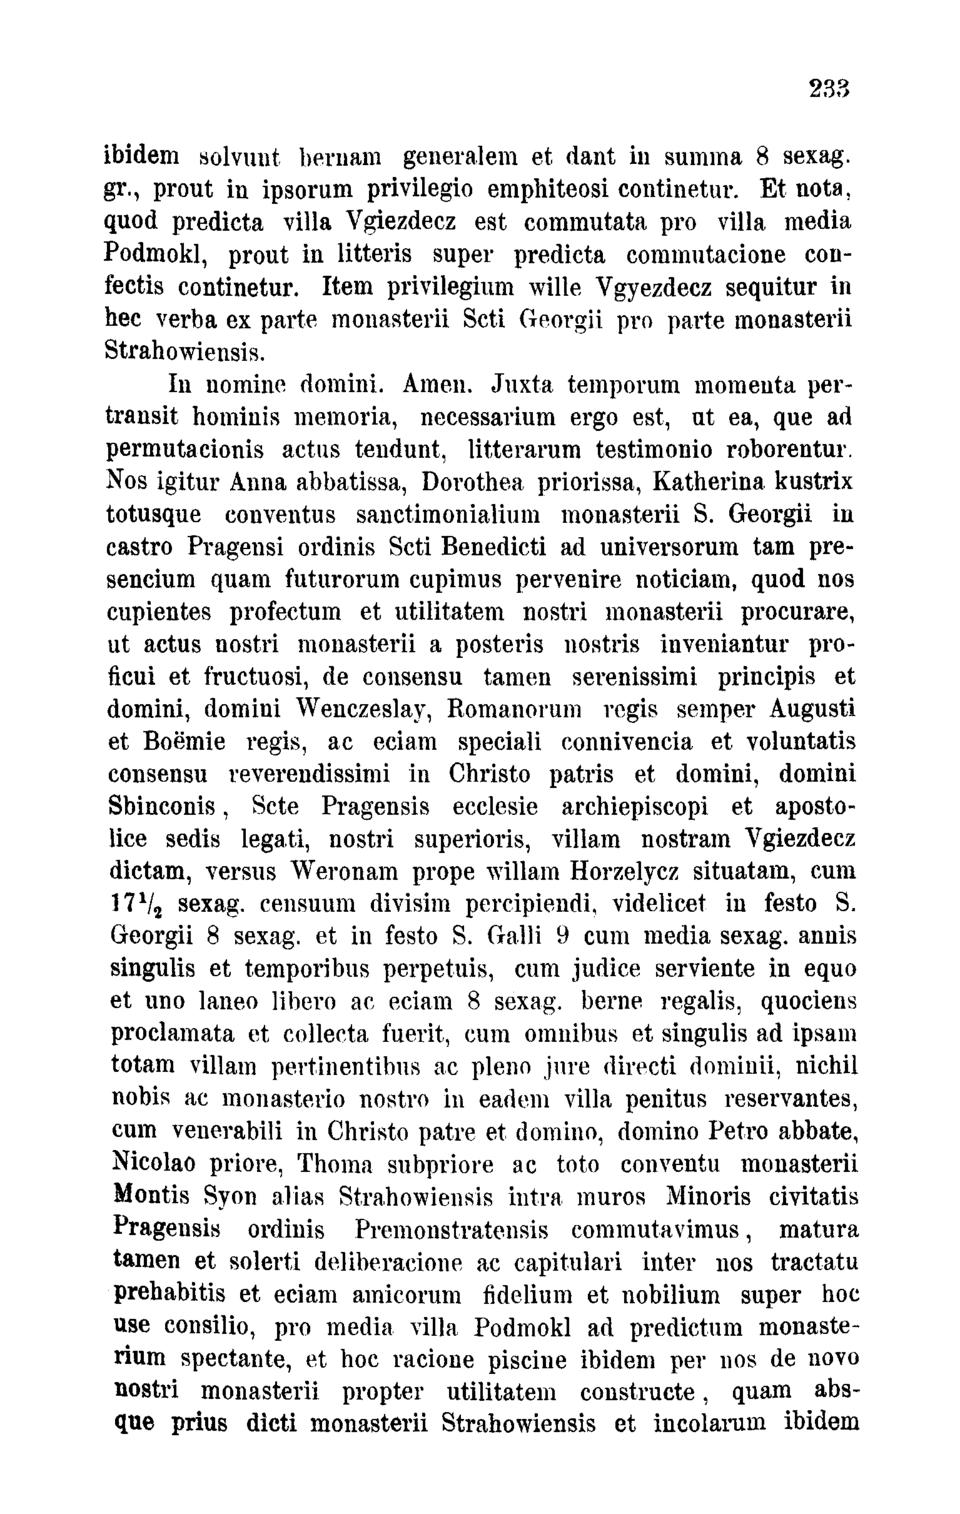 233
ibidem solvunt bernam generalem et dant in summa 8 sexag.
gr., prout in ipsorum privilegio emphiteosi continetur. Et nota,
quod predicta villa Vgiezdecz est commutata pro villa media
Podmokl, prout in litteris super predicta commutacione con-
fectis continetur. Item privilegium wille Vgyezdecz sequitur in
hec verba ex parte monasterii Scti Georgii pro parte monasterii
Strahowiensis.
In nomine domini. Amen. Juxta temporum momenta per-
transit hominis memoria, necessarium ergo est, ut ea, que ad
permutacionis actus tendunt, litterarum testimonio roborentur.
Nos igitur Anna abbatissa, Dorothea priorissa, Katherina kustrix
totusque conventus sanctimonialium monasterii S. Georgii in
castro Pragensi ordinis Scti Benedicti ad universorum tam pre-
sencium quam futurorum cupimus pervenire noticiam, quod nos
cupientes profectum et utilitatem nostri monasterii procurare,
ut actus nostri monasterii a posteris nostris inveniantur pro-
ficui et fructuosi, de consensu tamen serenissimi principis et
domini, domini Wenczeslay, Romanorum regis semper Augusti
et Boëmie regis, ac eciam speciali connivencia et voluntatis
consensu reverendissimi in Christo patris et domini, domini
Sbinconis, Scte Pragensis ecclesie archiepiscopi et aposto-
lice sedis legati, nostri superioris, villam nostram Vgiezdecz
dictam, versus Weronam prope willam Horzelycz situatam, cum
17½ sexag. censuum divisim percipiendi, videlicet in festo S.
Georgii 8 sexag. et in festo S. Galli 9 cum media sexag. annis
singulis et temporibus perpetuis, cum judice serviente in equo
et uno laneo libero ac eciam 8 sexag. berne regalis, quociens
proclamata et collecta fuerit, cum omnibus et singulis ad ipsam
totam villam pertinentibus ac pleno jure directi dominii, nichil
nobis ac monasterio nostro in eadem villa penitus reservantes,
cum venerabili in Christo patre et domino, domino Petro abbate,
Nicolao priore, Thoma subpriore ac toto conventu monasterii
Montis Syon alias Strahowiensis intra muros Minoris civitatis
Pragensis ordinis Premonstratensis commutavimus, matura
tamen et solerti deliberacione ac capitulari inter nos tractatu
prehabitis et eciam amicorum fidelium et nobilium super hoc
use consilio, pro media villa Podmokl ad predictum monaste-
rium spectante, et hoc racione piscine ibidem per nos de novo
nostri monasterii propter utilitatem constructe, quam abs-
que prius dicti monasterii Strahowiensis et incolarum ibidem